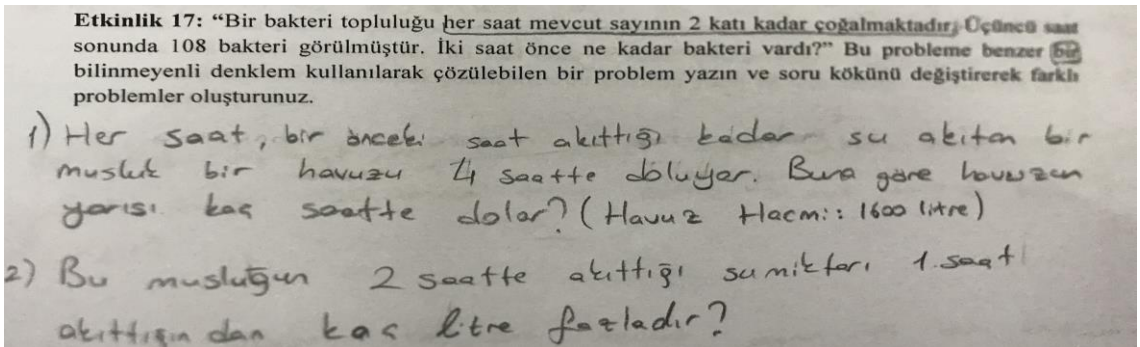 Etkinlik 17: “Bir bakteri topluluğu her saat mevcut sayının 2 katı kadar çoğalmaktadır. Üçüncü saat
sonunda 108 bakteri görülmüştür. İki saat önce ne kadar bakteri vardı?” Bu probleme benzer bir
bilinmeyenli denklem kullanılarak çözülebilen bir problem yazın ve soru kökünü değiştirerek farklı
problemler oluşturunuz.
1) Her saat, bir önceki saat akıttığı kadar su akıtan bir
musluk bir havuzu 4 saatte doluyor. Buna göre havuzun
yarısı kaç saatte dolar? (Havuz Hacmi: 1600 litre)
2) Bu musluğun 2 saatte akıttığı su miktarı 1. saat
akıttığından kaç litre fazladır?